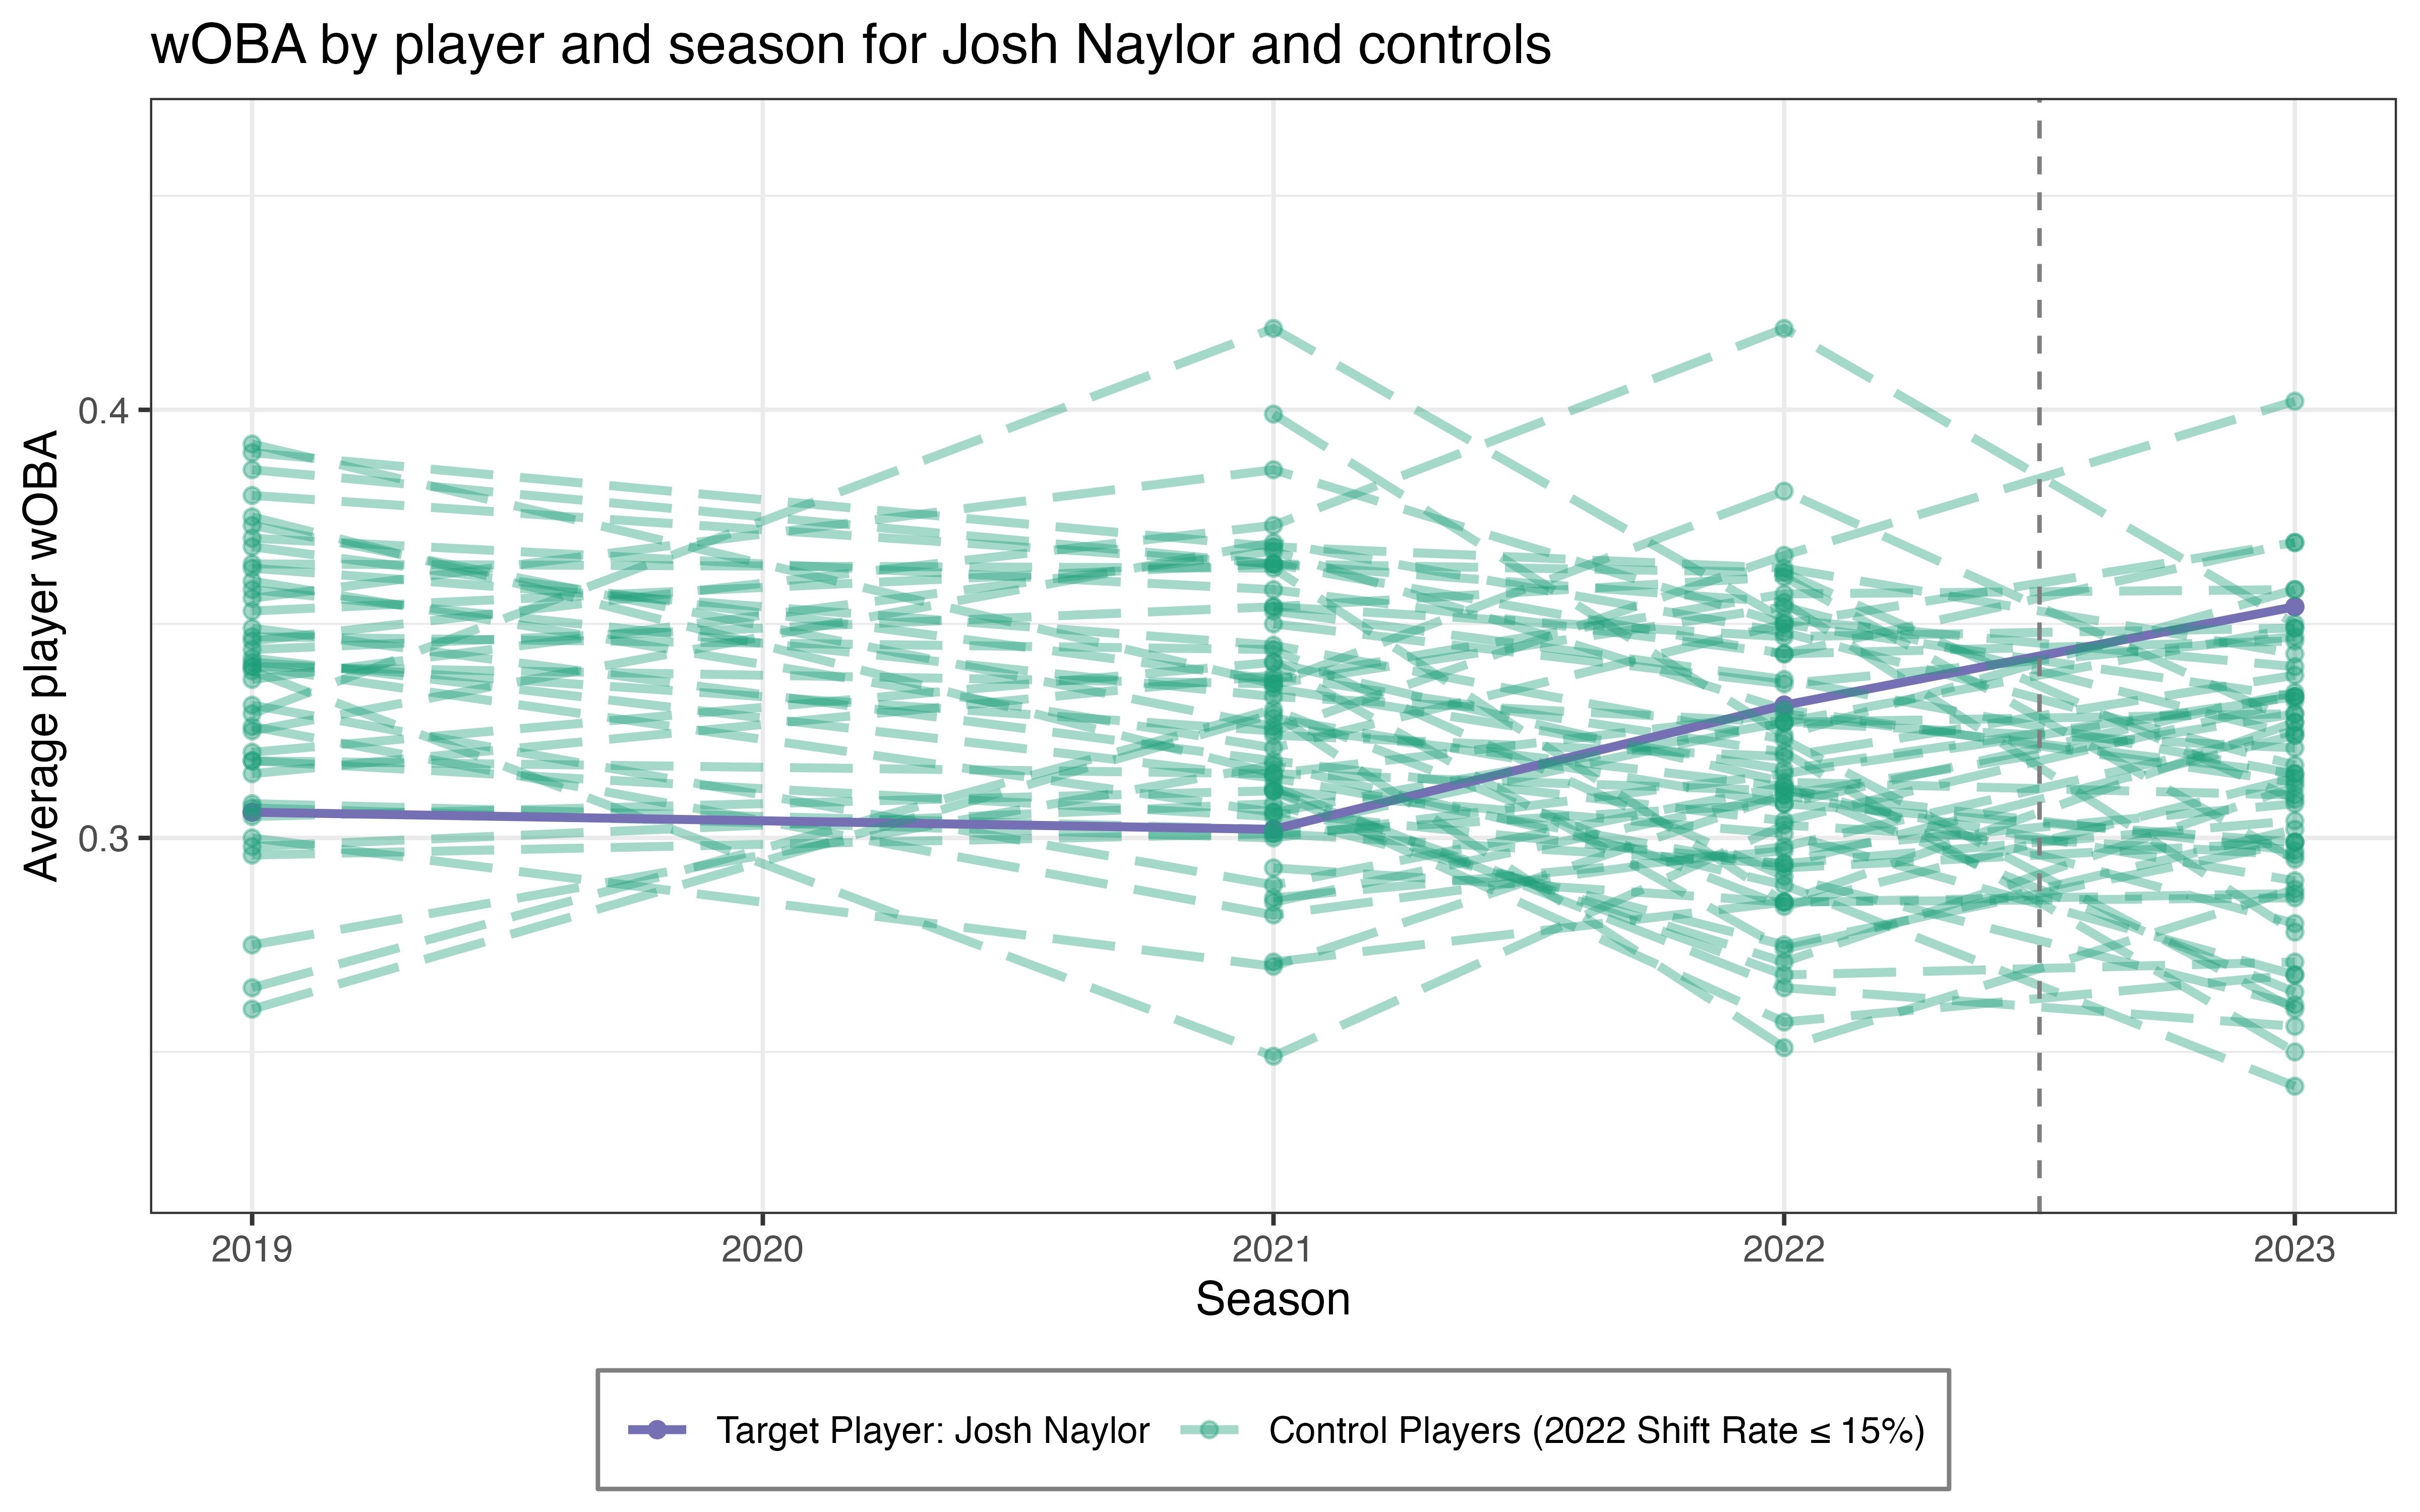 wOBA by player and season for Josh Naylor and controls
Average player wOBA
0.4
0.3
2019 2020 2021 2022 2023
Season
Target Player: Josh Naylor Control Players (2022 Shift Rate ≤ 15%)